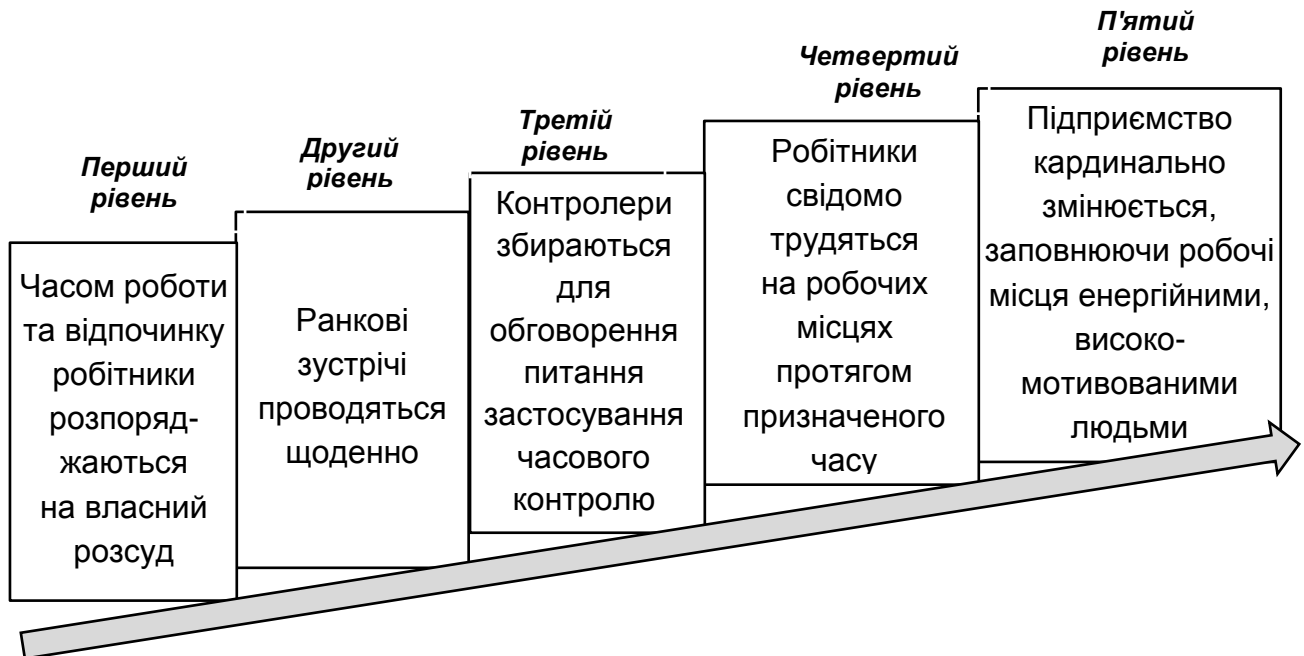 Перший
рівень
Часом роботи
та відпочинку
робітники
розпоряд-
жаються
на власний
розсуд
Другий
рівень
Ранкові
зустрічі
проводяться
щоденно
Третій
рівень
Контролери
збираються
для
обговорення
питання
застосування
часового
контролю
Четвертий
рівень
Робітники
свідомо
трудяться
на робочих
місцях
протягом
призначеного
часу
П'ятий
рівень
Підприємство
кардинально
змінюється,
заповнюючи робочі
місця енергійними,
високо-
мотивованими
людьми